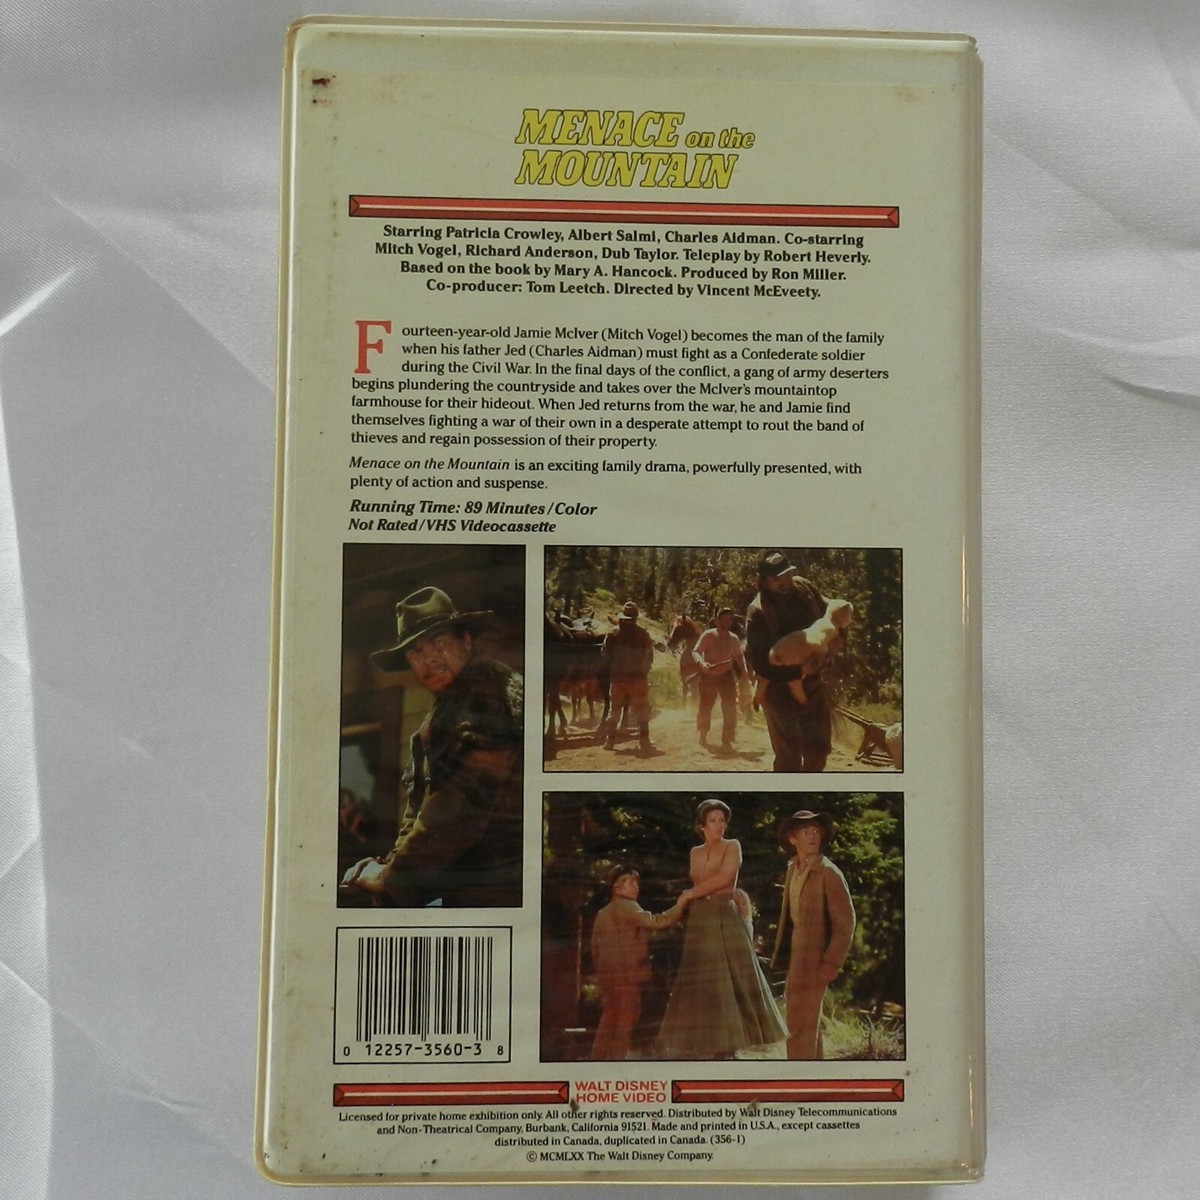 MENACE on the
MOUNTAIN
Starring Patricia Crowley, Albert Salmi, Charles Aidman. Co-starring
Mitch Vogel, Richard Anderson, Dub Taylor. Teleplay by Robert Heverly.
Based on the book by Mary A. Hancock. Produced by Ron Miller.
Co-producer: Tom Leetch. Directed by Vincent McEveety.
Fourteen-year-old Jamie McIver (Mitch Vogel) becomes the man of the family
when his father Jed (Charles Aidman) must fight as a Confederate soldier
during the Civil War. In the final days of the conflict, a gang of army deserters
begins plundering the countryside and takes over the McIver's mountaintop
farmhouse for their hideout. When Jed returns from the war, he and Jamie find
themselves fighting a war of their own in a desperate attempt to rout the band of
thieves and regain possession of their property.
Menace on the Mountain is an exciting family drama, powerfully presented, with
plenty of action and suspense.
Running Time: 89 Minutes/Color
Not Rated/VHS Videocassette
0 12257-3560-3 8
WALT DISNEY
HOME VIDEO
Licensed for private home exhibition only. All other rights reserved. Distributed by Walt Disney Telecommunications
and Non-Theatrical Company, Burbank, California 91521. Made and printed in U.S.A., except cassettes
distributed in Canada, duplicated in Canada. (356-1)
© MCMLXX The Walt Disney Company.